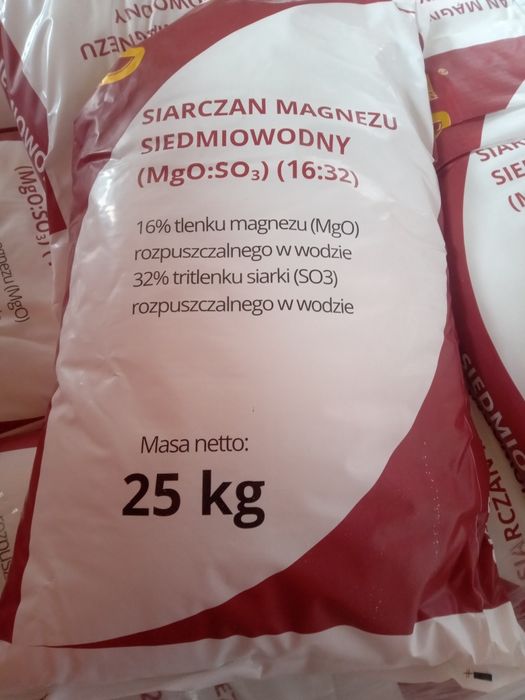 SIARCZAN MAGNEZU
SIEDMIOWODNY
(MgO:SO₃) (16:32)
16% tlenku magnezu (MgO)
rozpuszczalnego w wodzie
32% tritlenku siarki (SO3)
rozpuszczalnego w wodzie
Masa netto:
25 kg